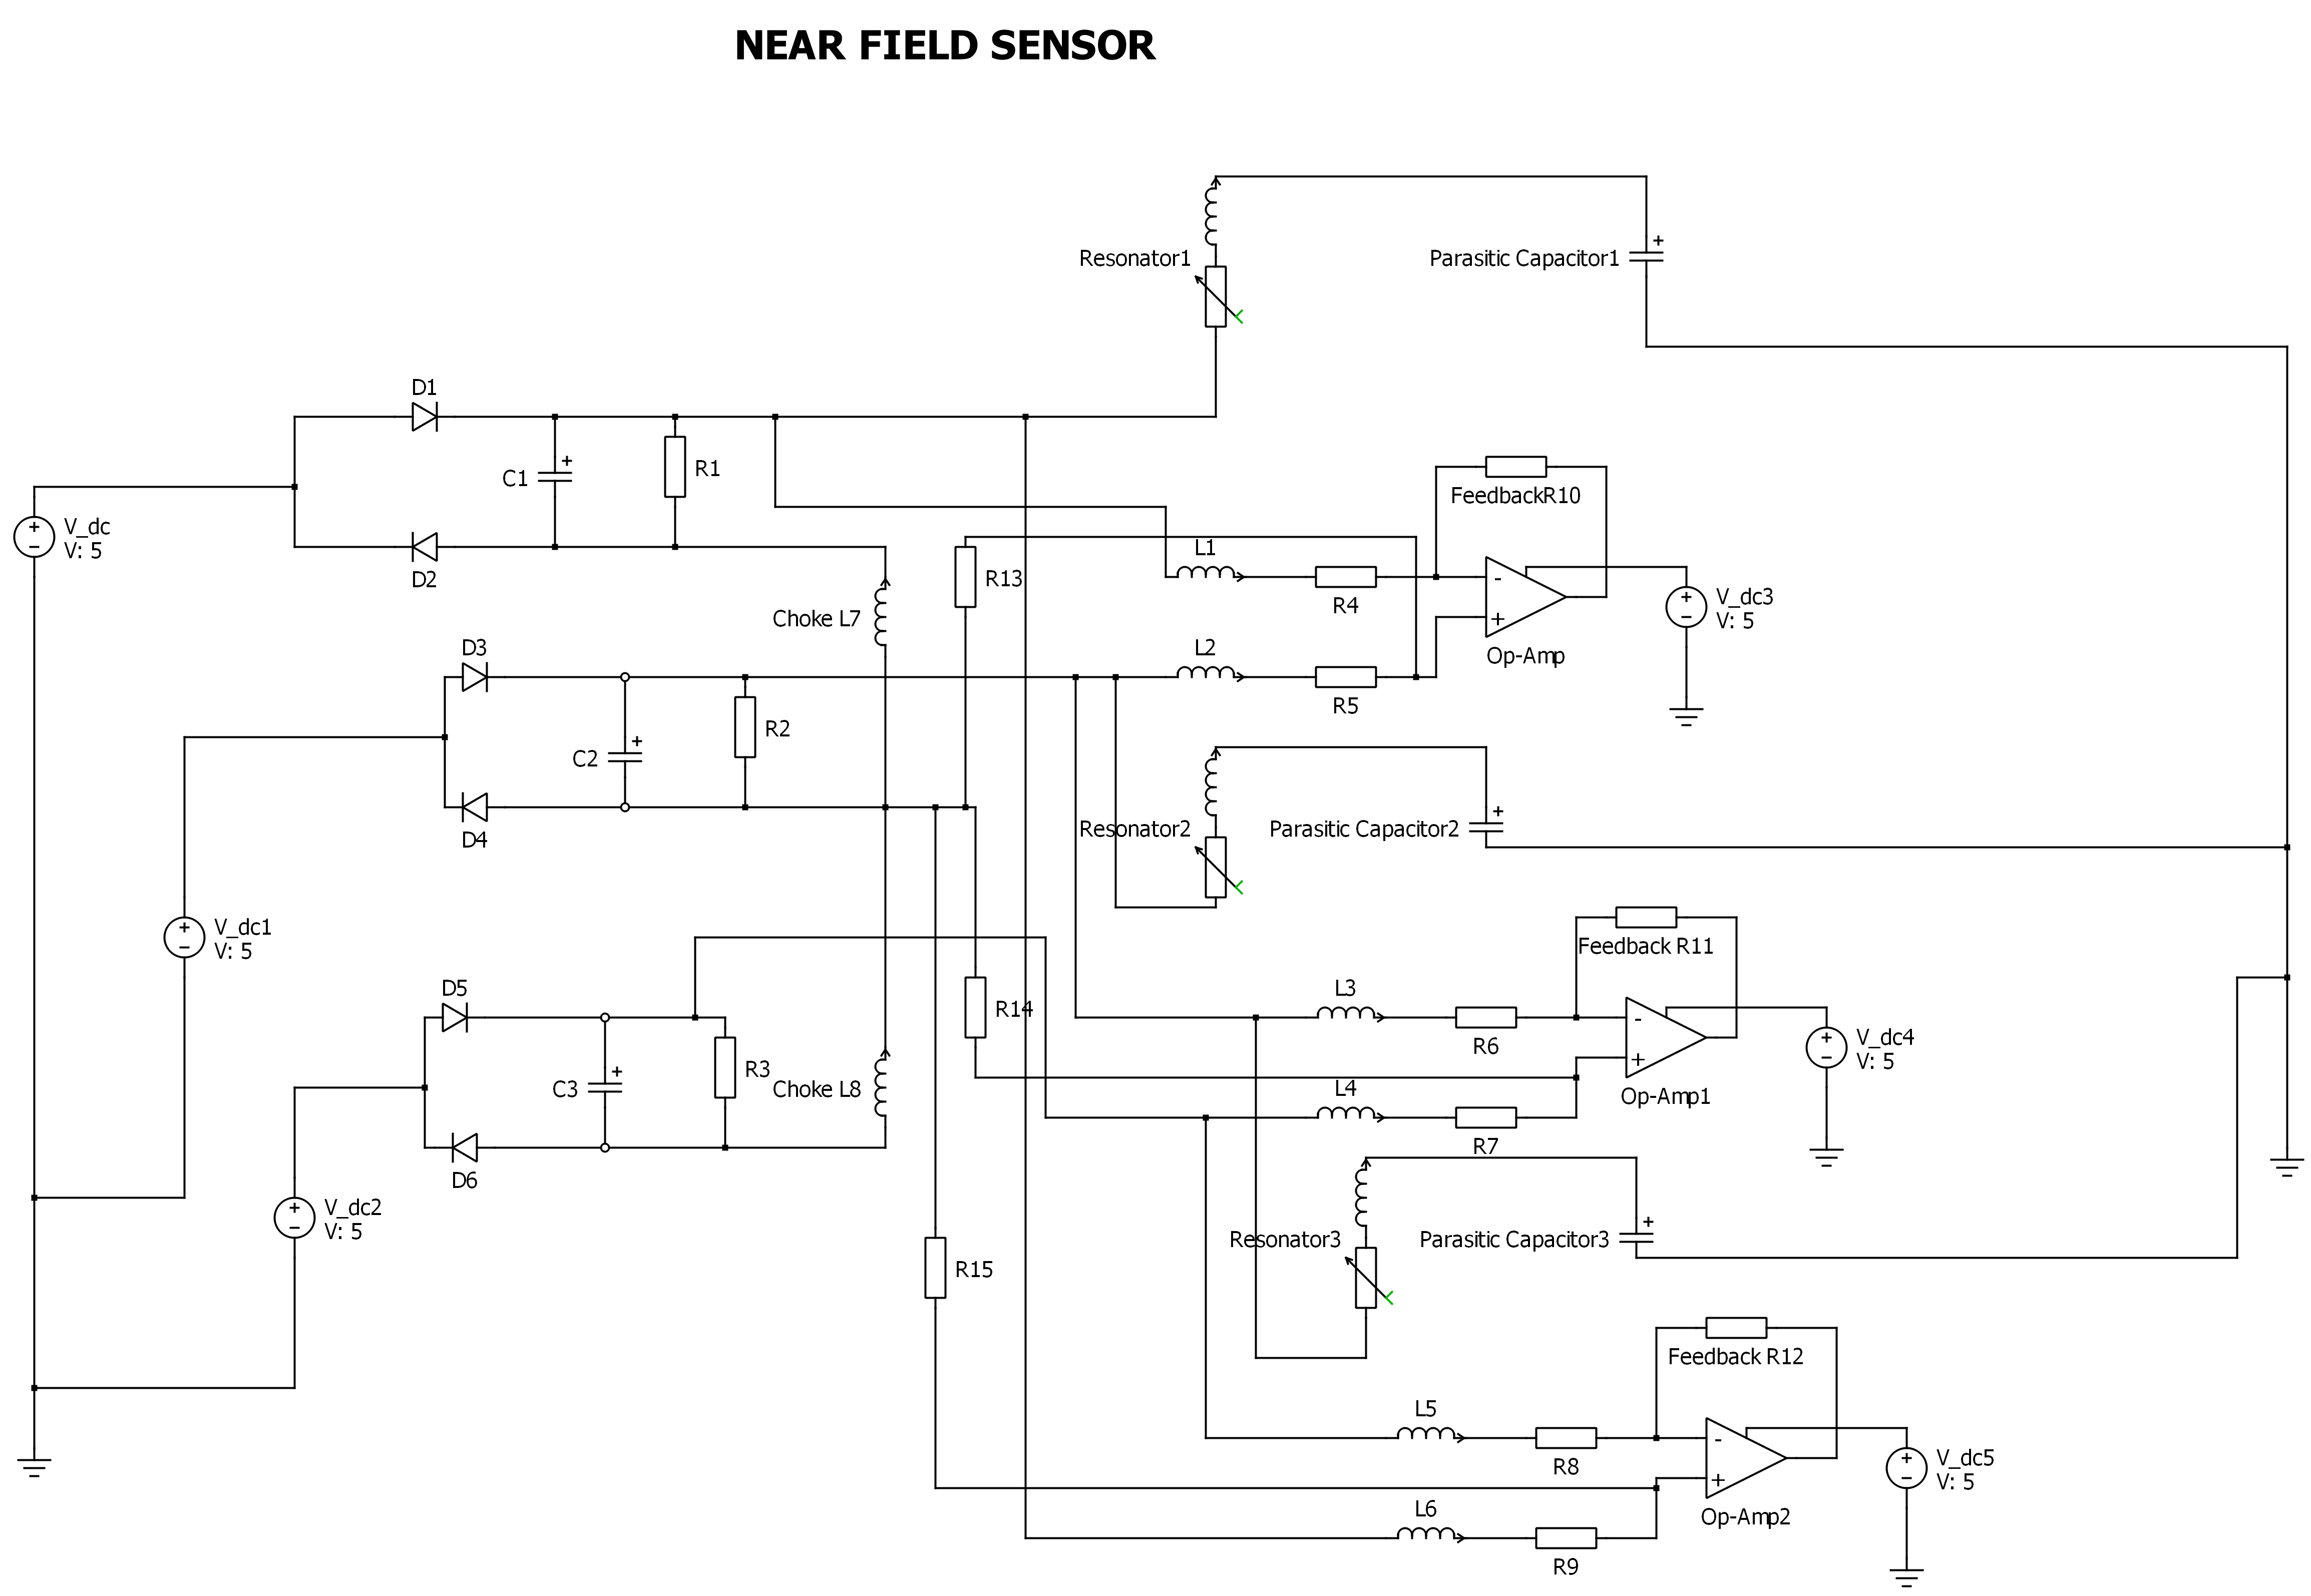 NEAR FIELD SENSOR
Resonator1
Parasitic Capacitor1
+
D1
C1
+
R1
V_dc
V: 5
+
−
D2
FeedbackR10
L1
R13
R4
-
+
Op-Amp
V_dc3
V: 5
+
−
Choke L7
D3
L2
R5
R2
C2
+
D4
Resonator2
Parasitic Capacitor2
+
V_dc1
V: 5
+
−
Feedback R11
D5
R14
L3
R6
-
+
Op-Amp1
V_dc4
V: 5
+
−
C3
+
R3
Choke L8
L4
R7
D6
V_dc2
V: 5
+
−
Resonator3
Parasitic Capacitor3
+
R15
Feedback R12
L5
R8
-
+
Op-Amp2
V_dc5
V: 5
+
−
L6
R9